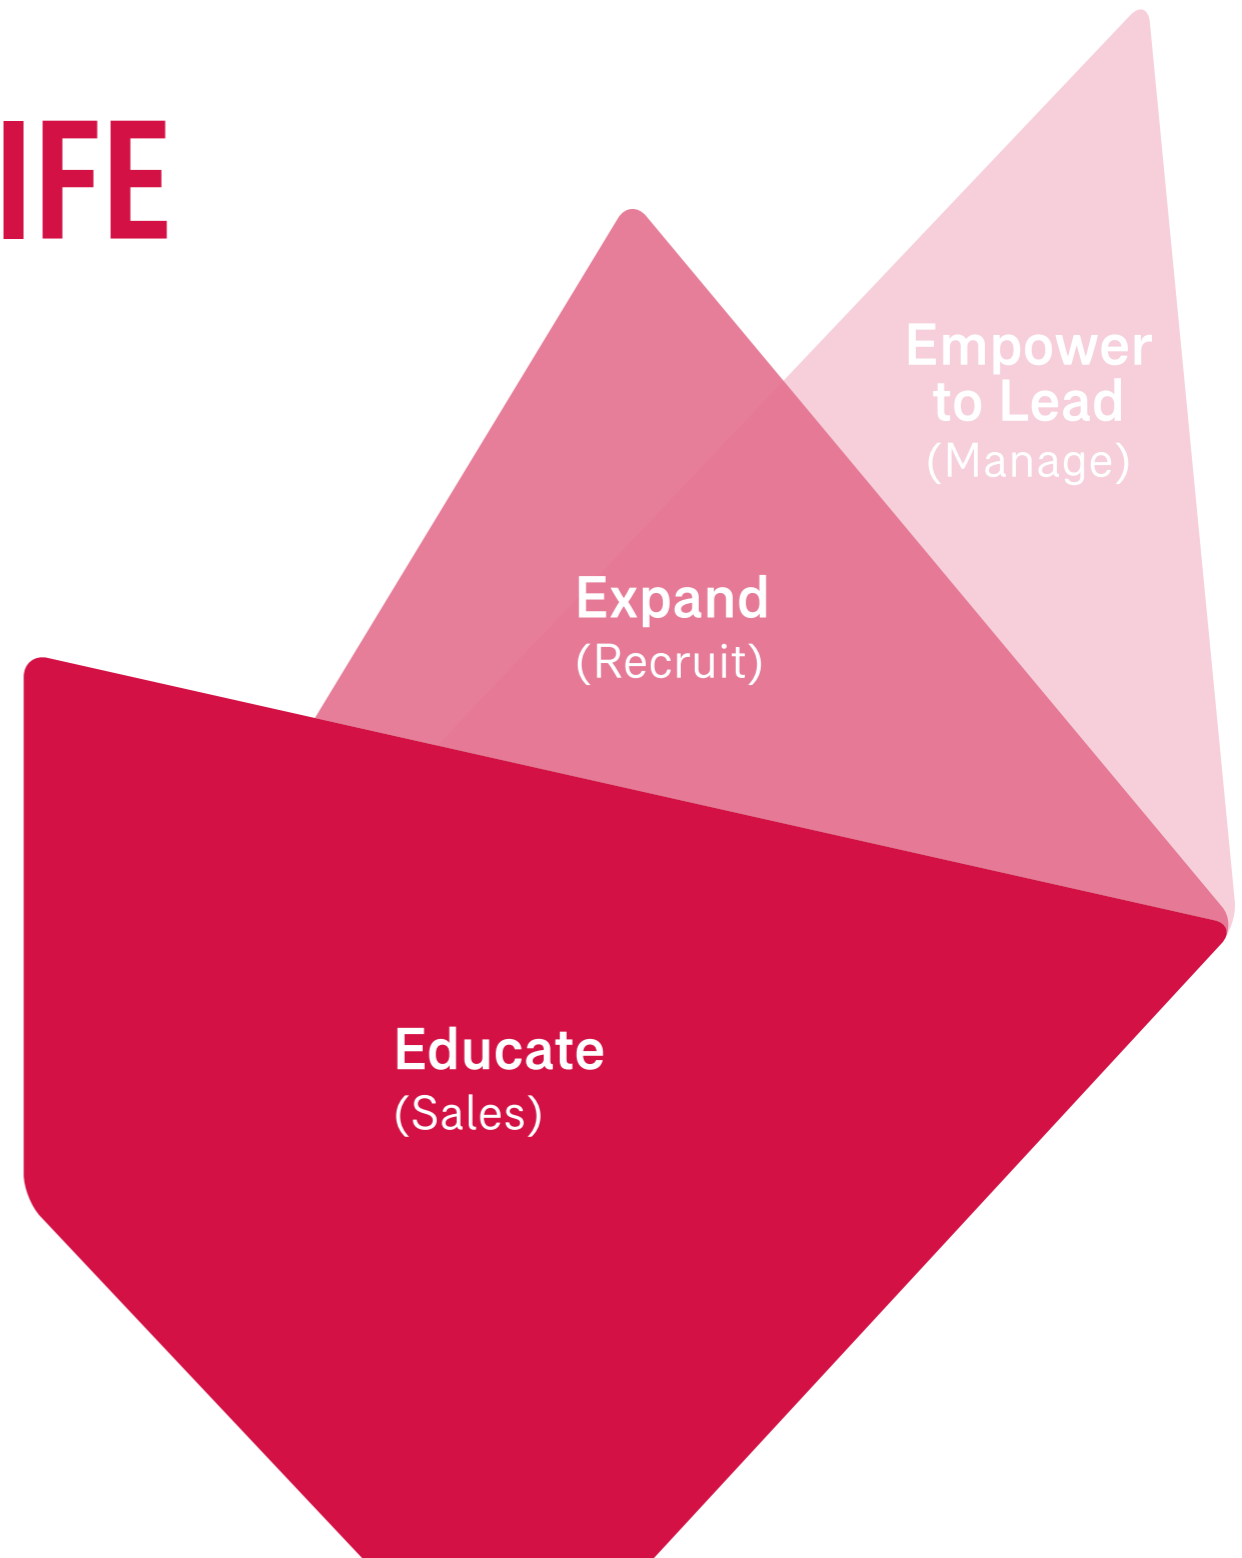 IFE
Empower
to Lead
(Manage)
Expand
(Recruit)
Educate
(Sales)